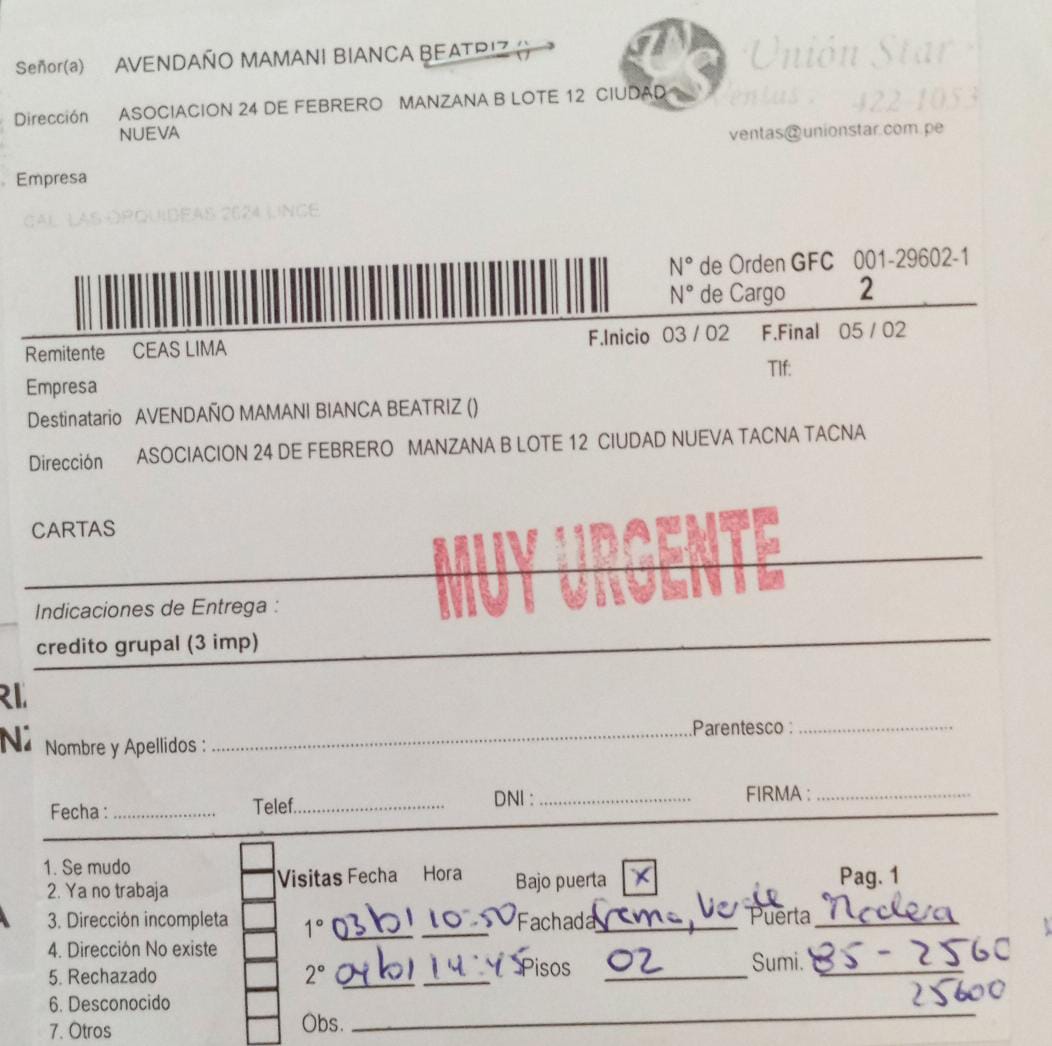 Señor(a) AVENDAÑO MAMANI BIANCA BEATRIZ ()
Unión Star
Dirección ASOCIACION 24 DE FEBRERO MANZANA B LOTE 12 CIUDAD
NUEVA
Ventas. 422-1053
ventas@unionstar.com.pe
Empresa
CAL LAS ORQUIDEAS 2624 LINCE
N° de Orden GFC 001-29602-1
N° de Cargo 2
Remitente CEAS LIMA
F.Inicio 03 / 02 F.Final 05 / 02
Empresa
Tlf:
Destinatario AVENDAÑO MAMANI BIANCA BEATRIZ ()
Dirección ASOCIACION 24 DE FEBRERO MANZANA B LOTE 12 CIUDAD NUEVA TACNA TACNA
CARTAS
MUY URGENTE
Indicaciones de Entrega :
credito grupal (3 imp)
RI.
Nombre y Apellidos : Parentesco :
Fecha : Telef. DNI : FIRMA :
1. Se mudo
2. Ya no trabaja
3. Dirección incompleta
4. Dirección No existe
5. Rechazado
6. Desconocido
7. Otros
Visitas Fecha Hora Bajo puerta X Pag. 1
1° 10:50 Fachada Crema, Verde Puerta Madera
2° 14:45 Pisos 02 Sumi. 85 - 2560
25600
Obs.